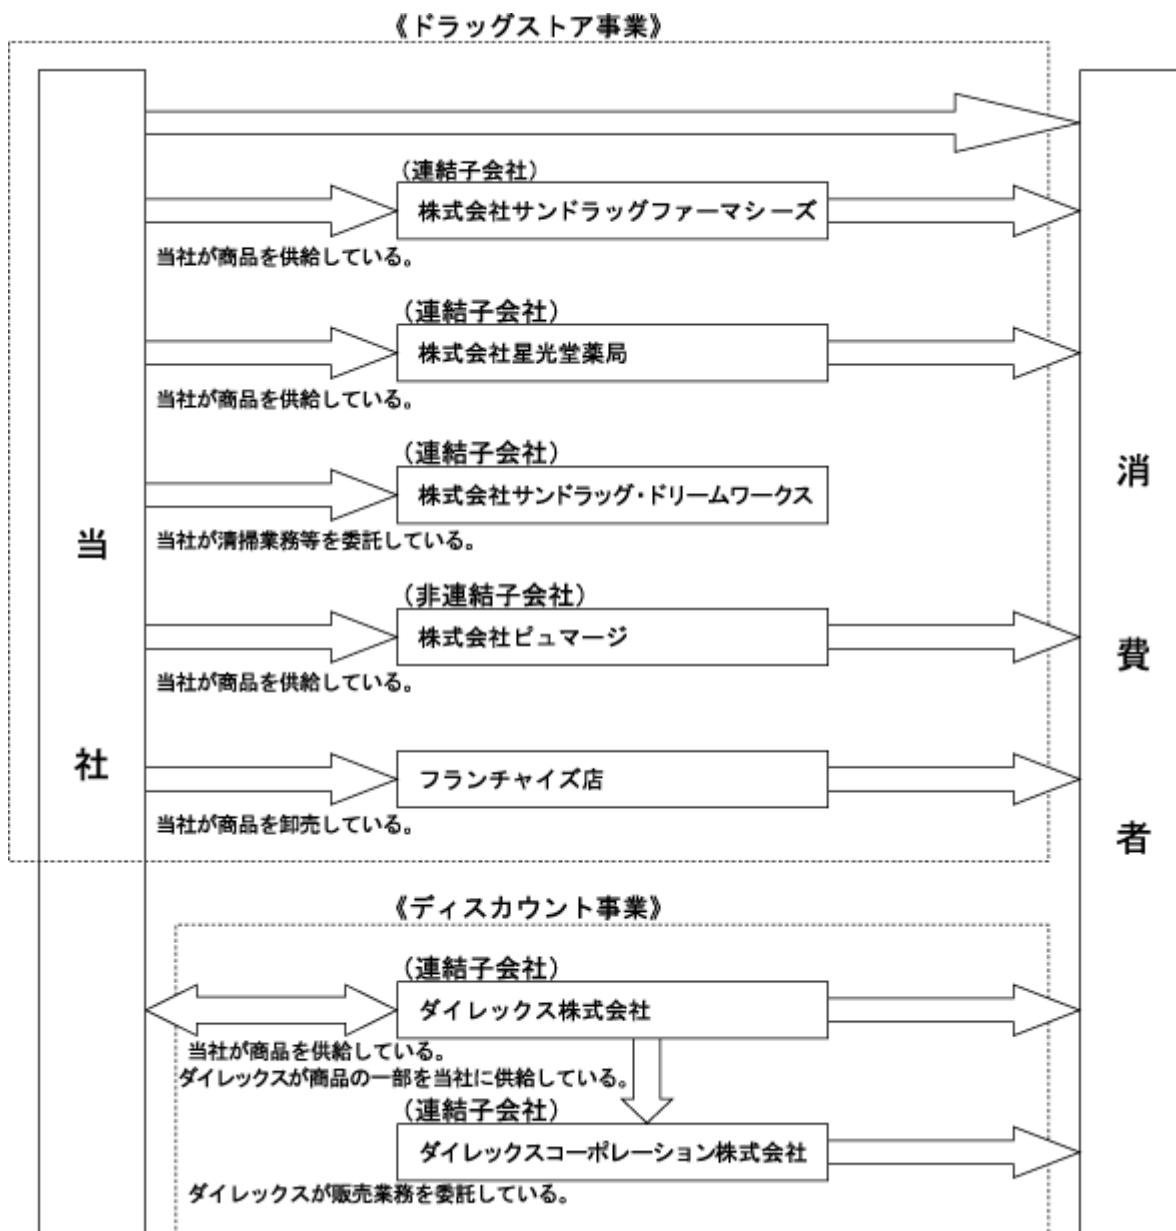 《ドラッグストア事業》
(連結子会社)
株式会社サンドラッグファーマシーズ
当社が商品を供給している。
(連結子会社)
株式会社星光堂薬局
当社が商品を供給している。
(連結子会社)
株式会社サンドラッグ・ドリームワークス
当社が清掃業務等を委託している。
(非連結子会社)
株式会社ピュマージ
当社が商品を供給している。
フランチャイズ店
当社が商品を卸売している。
当社
消費者
《ディスカウント事業》
(連結子会社)
ダイレックス株式会社
当社が商品を供給している。
ダイレックスが商品の一部を当社に供給している。
(連結子会社)
ダイレックスコーポレーション株式会社
ダイレックスが販売業務を委託している。